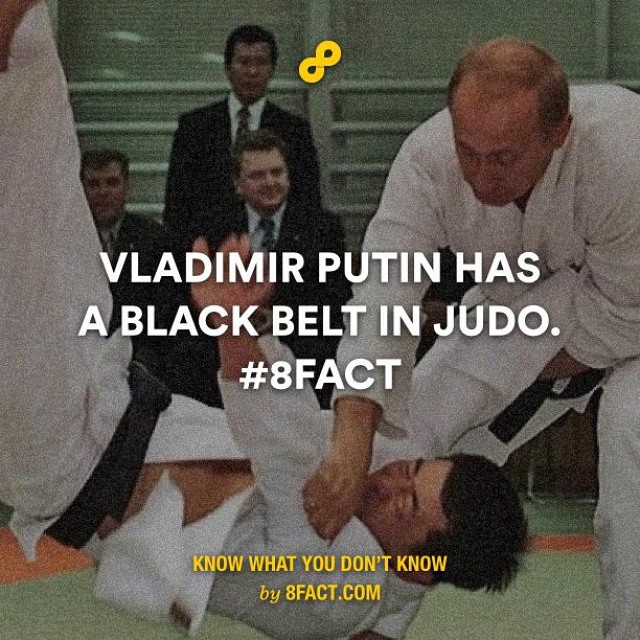 VLADIMIR PUTIN HAS
A BLACK BELT IN JUDO.
#8FACT
KNOW WHAT YOU DON'T KNOW
by 8FACT.COM